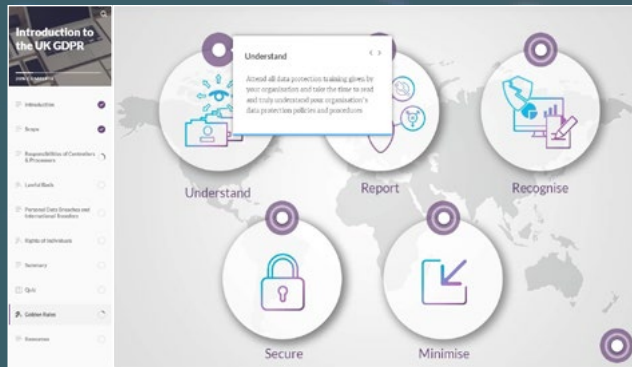 Introduction to
the UK GDPR
Introduction
Scope
Responsibilities of Controllers
& Processors
Lawful Basis
Personal Data Breaches and
International Transfers
Rights of Individuals
Summary
Quiz
Golden Rules
Understand
Attend all data protection training given by
your organisation and take the time to read
and truly understand your organisation's
data protection policies and procedures
Understand
Report
Recognise
Secure
Minimise